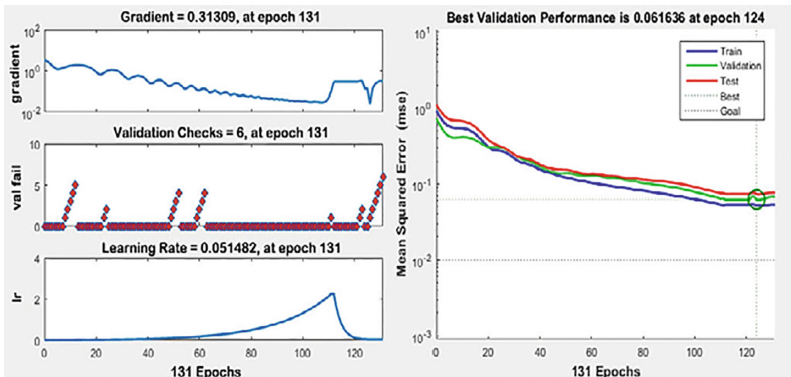 Gradient = 0.31309, at epoch 131
gradient
10^2
10^0
10^-2
Validation Checks = 6, at epoch 131
val fail
10
5
0
Learning Rate = 0.051482, at epoch 131
lr
4
2
0
0 20 40 60 80 100 120
131 Epochs
Best Validation Performance is 0.061636 at epoch 124
Mean Squared Error (mse)
10^1
10^0
10^-1
10^-2
10^-3
Train
Validation
Test
Best
Goal
0 20 40 60 80 100 120
131 Epochs